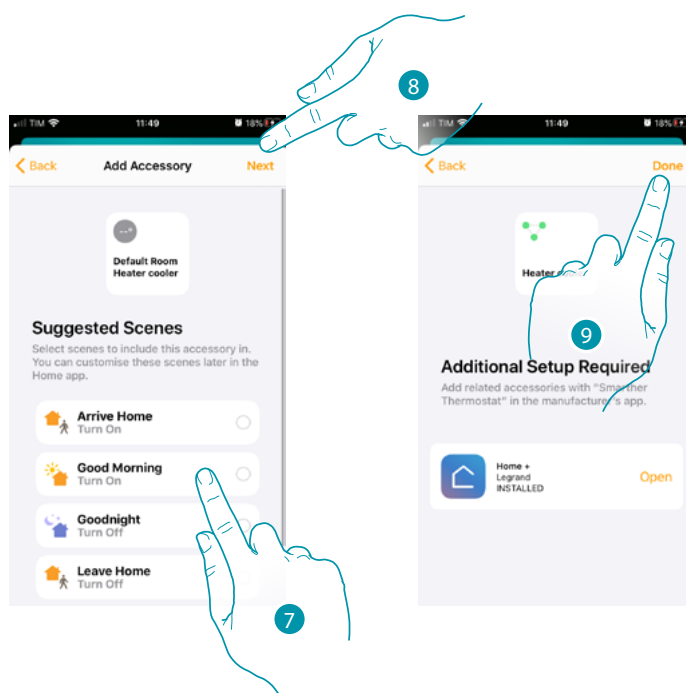 8
TIM 11:49 18%
Back Add Accessory Next
--°
Default Room
Heater cooler
Suggested Scenes
Select scenes to include this accessory in.
You can customise these scenes later in the
Home app.
Arrive Home
Turn On
Good Morning
Turn On
Goodnight
Turn Off
Leave Home
Turn Off
7
TIM 11:49 18%
Back Done
Heater
9
Additional Setup Required
Add related accessories with "Smarther
Thermostat" in the manufacturer's app.
Home +
Legrand
INSTALLED
Open